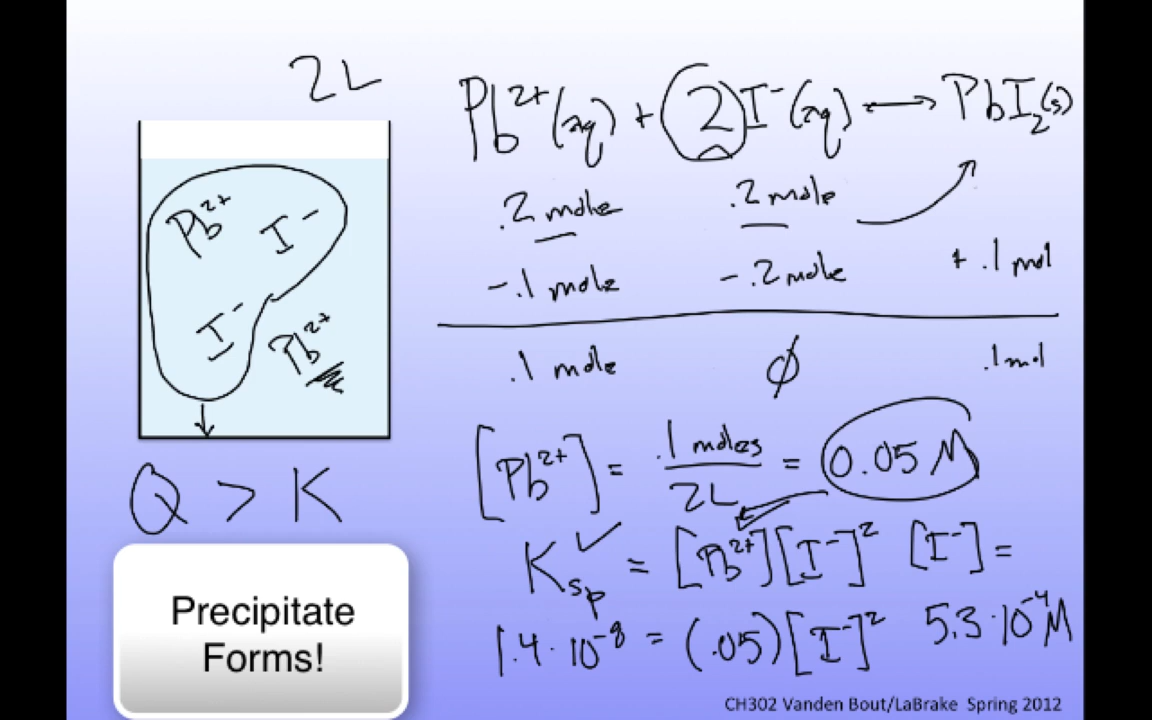 2L
Pb²⁺(aq) + 2I⁻(aq) ⟷ PbI₂(s)
.2 mole .2 mole
-.1 mole -.2 mole + .1 mol
.1 mole ϕ .1 mol
Pb²⁺ I⁻
I⁻ Pb²⁺
[Pb²⁺] = .1 moles / 2L = 0.05 M
Q > K
Ksp = [Pb²⁺][I⁻]² [I⁻] =
1.4 · 10⁻⁸ = (.05)[I⁻]² 5.3 · 10⁻⁴ M
Precipitate
Forms!
CH302 Vanden Bout/LaBrake Spring 2012